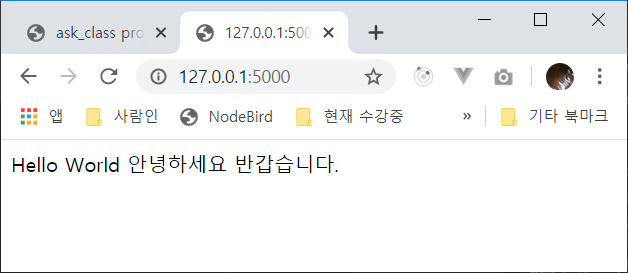 ask_class pro
127.0.0.1:500
127.0.0.1:5000
앱 사람인 NodeBird 현재 수강중 » 기타 북마크
Hello World 안녕하세요 반갑습니다.